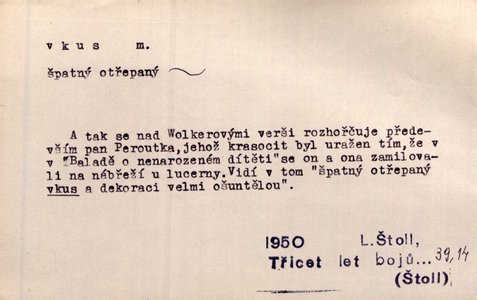 vkus m.
špatný otřepaný
A tak se nad Wolkerovými verši rozhořčuje přede-
vším pan Peroutka, jehož krasocit byl uražen tím, že v
v "Baladě o nenarozeném dítěti" se on a ona zamilova-
li na nábřeží u lucerny. Vidí v tom "špatný otřepaný
vkus a dekoraci velmi ošuntělou".
1950 L. Štoll,
Třicet let bojů... 39,14
(Štoll)